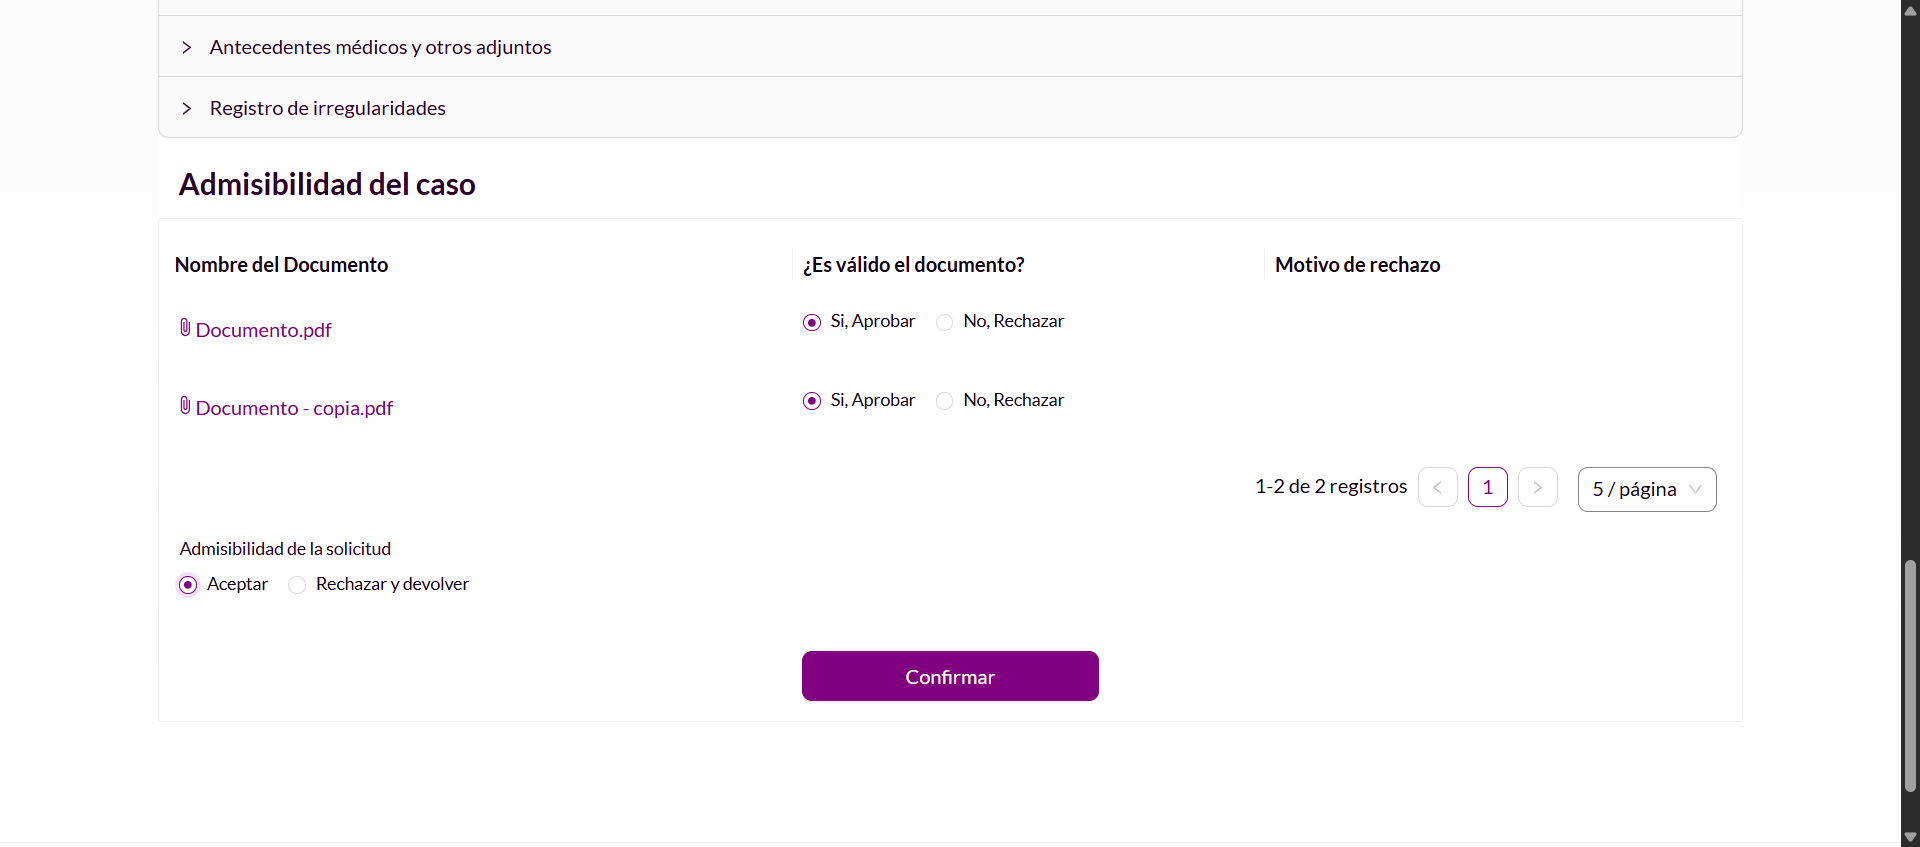 Antecedentes médicos y otros adjuntos
Registro de irregularidades
Admisibilidad del caso
Nombre del Documento ¿Es válido el documento? Motivo de rechazo
Documento.pdf Si, Aprobar No, Rechazar
Documento - copia.pdf Si, Aprobar No, Rechazar
1-2 de 2 registros 1 5 / página
Admisibilidad de la solicitud
Aceptar Rechazar y devolver
Confirmar